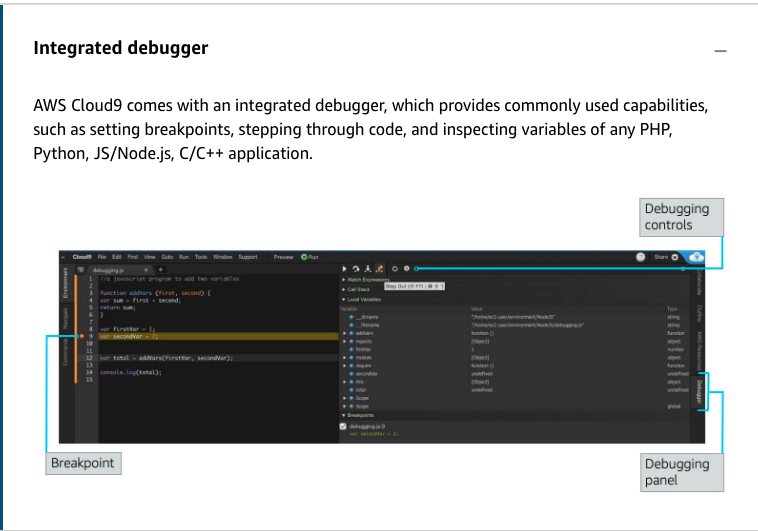 Integrated debugger
AWS Cloud9 comes with an integrated debugger, which provides commonly used capabilities,
such as setting breakpoints, stepping through code, and inspecting variables of any PHP,
Python, JS/Node.js, C/C++ application.
Debugging
controls
Cloud9 File Edit Find View Goto Run Tools Window Support Preview Run Share
debugging.js
Environment
Navigate
Commands
1 //a javascript program to add two variables
2
3 function addVars (first, second) {
4 var sum = first + second;
5 return sum;
6 }
7
8 var firstVar = 1;
9 var secondVar = 2;
10
11
12 var total = addVars(firstVar, secondVar);
13
14 console.log(total);
15
Watch Expressions
Call Stack
Local Variables
Variable Value Type
__dirname "/home/ec2-user/environment/NodeJS" string
__filename "/home/ec2-user/environment/NodeJS/debugging.js" string
addVars function () function
exports [Object] object
firstVar 1 number
module [Object] object
require function () function
secondVar undefined undefined
this [Object] object
total undefined undefined
Scope
Scope global
Breakpoints
debugging.js:9
var secondVar = 2;
Outline
AWS Resources
Debugger
Breakpoint
Debugging
panel